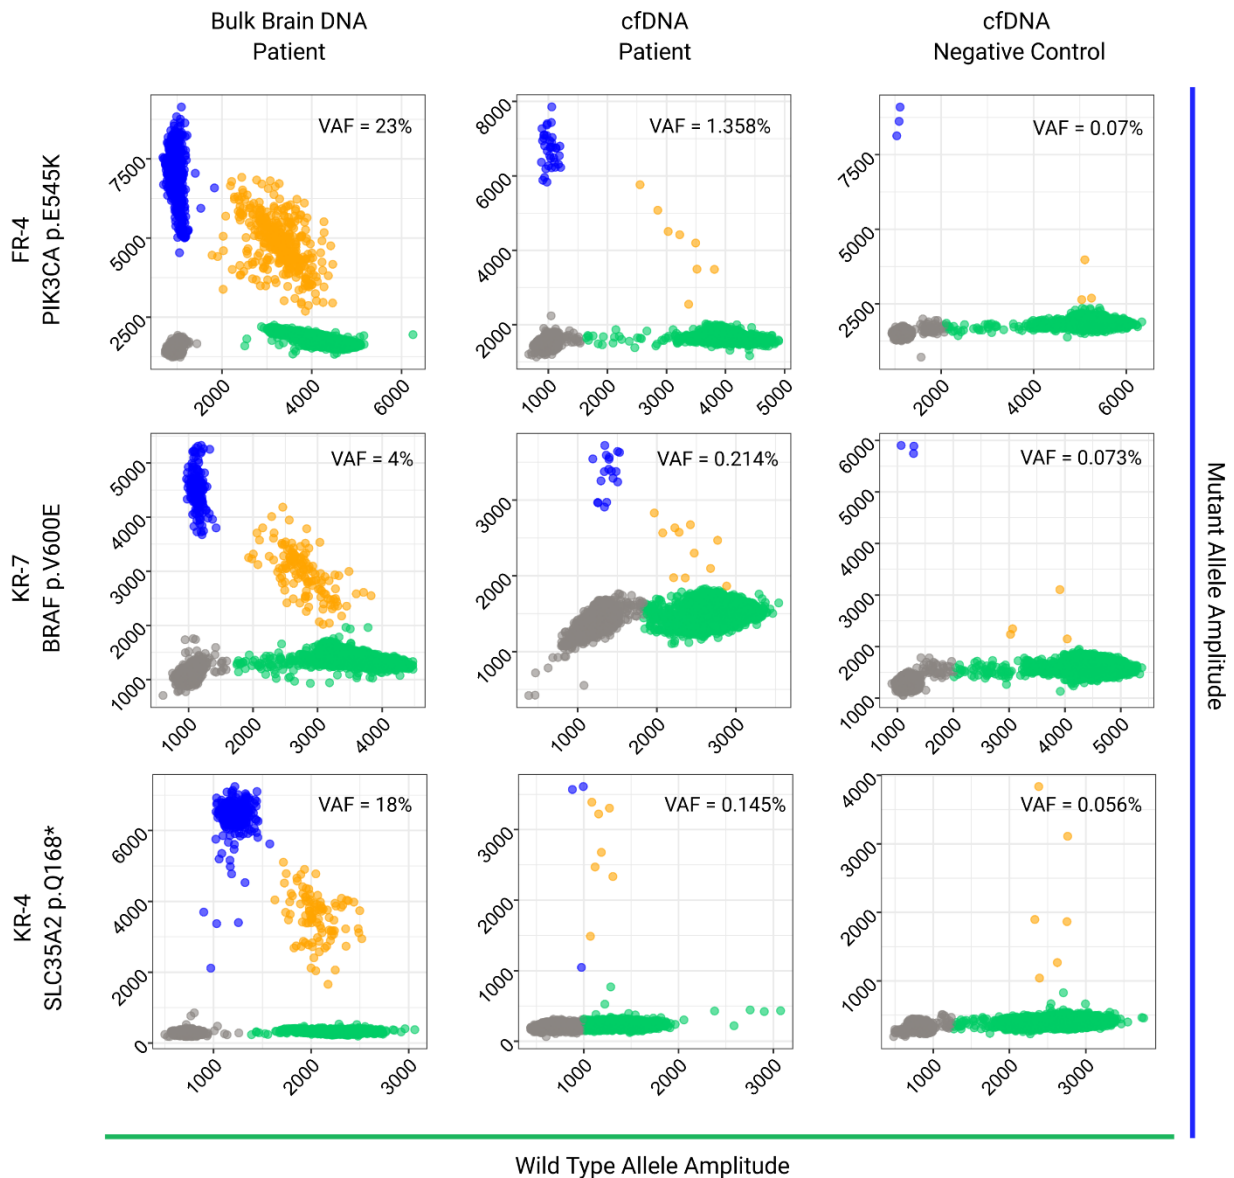 Bulk Brain DNA
Patient
cfDNA
Patient
cfDNA
Negative Control
FR-4
PIK3CA p.E545K
VAF = 23%
7500
5000
2500
2000
4000
6000
VAF = 1.358%
8000
6000
4000
2000
1000
2000
3000
4000
5000
VAF = 0.07%
7500
5000
2500
2000
4000
6000
KR-7
BRAF p.V600E
VAF = 4%
5000
4000
3000
2000
1000
1000
2000
3000
4000
VAF = 0.214%
3000
2000
1000
1000
2000
3000
VAF = 0.073%
6000
5000
4000
3000
2000
1000
1000
2000
3000
4000
5000
KR-4
SLC35A2 p.Q168*
VAF = 18%
6000
4000
2000
0
1000
2000
3000
VAF = 0.145%
3000
2000
1000
0
1000
2000
3000
VAF = 0.056%
4000
3000
2000
1000
1000
2000
3000
Mutant Allele Amplitude
Wild Type Allele Amplitude